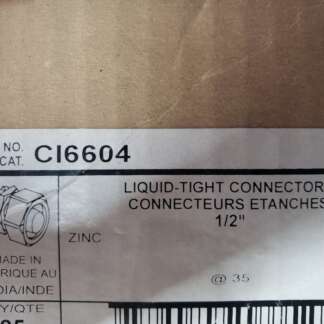 NO.
CAT. CI6604
LIQUID-TIGHT CONNECTOR
CONNECTEURS ETANCHES
1/2"
ZINC
MADE IN
RIQUE AU
DIA/INDE
@ 35
Y/QTE